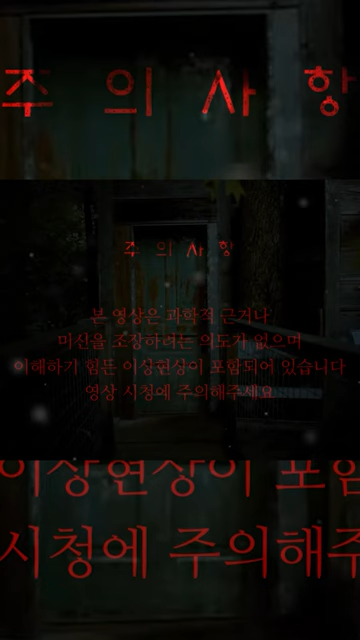 주 의 사 항
주 의 사 항
본 영상은 과학적 근거나
미신을 조장하려는 의도가 없으며
이해하기 힘든 이상현상이 포함되어 있습니다
영상 시청에 주의해주세요
이상현상이 포함
시청에 주의해주